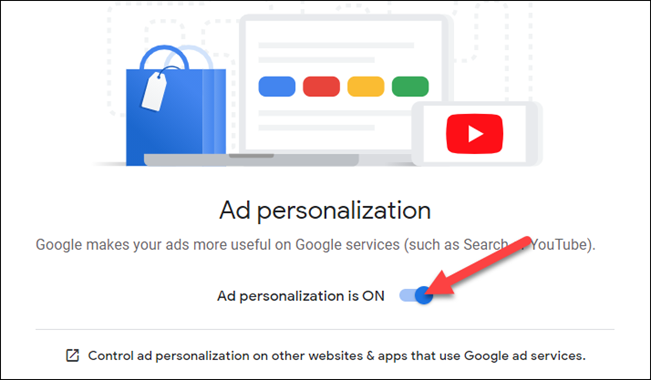 Ad personalization
Google makes your ads more useful on Google services (such as Search YouTube).
Ad personalization is ON
Control ad personalization on other websites & apps that use Google ad services.